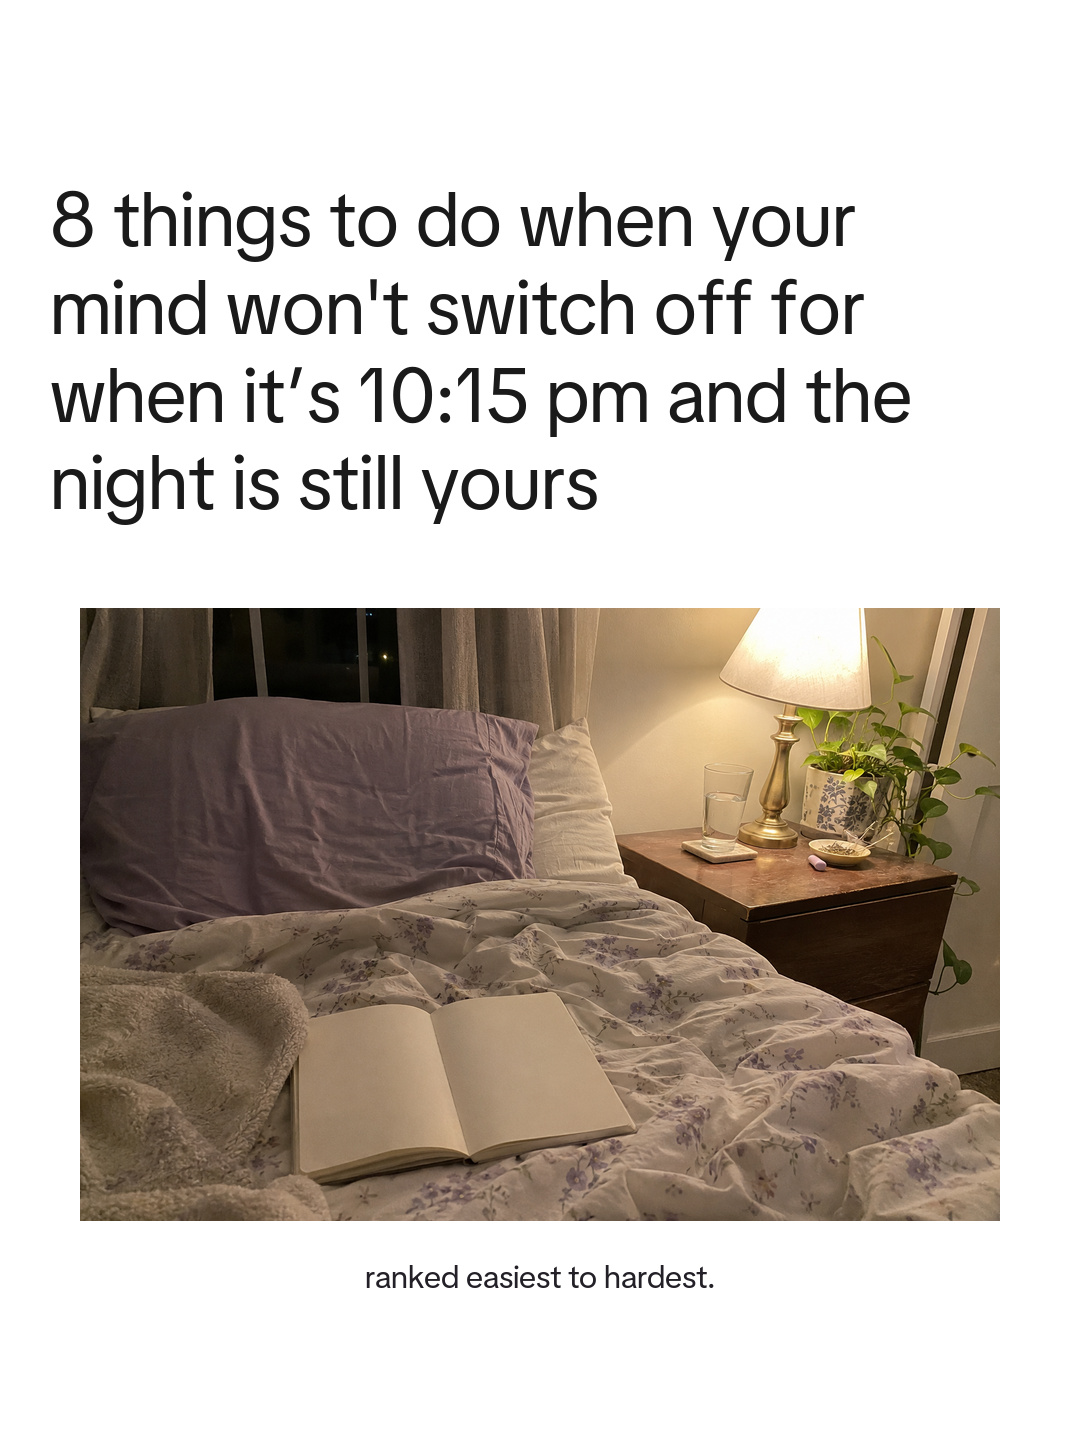 8 things to do when your
mind won't switch off for
when it’s 10:15 pm and the
night is still yours
ranked easiest to hardest.